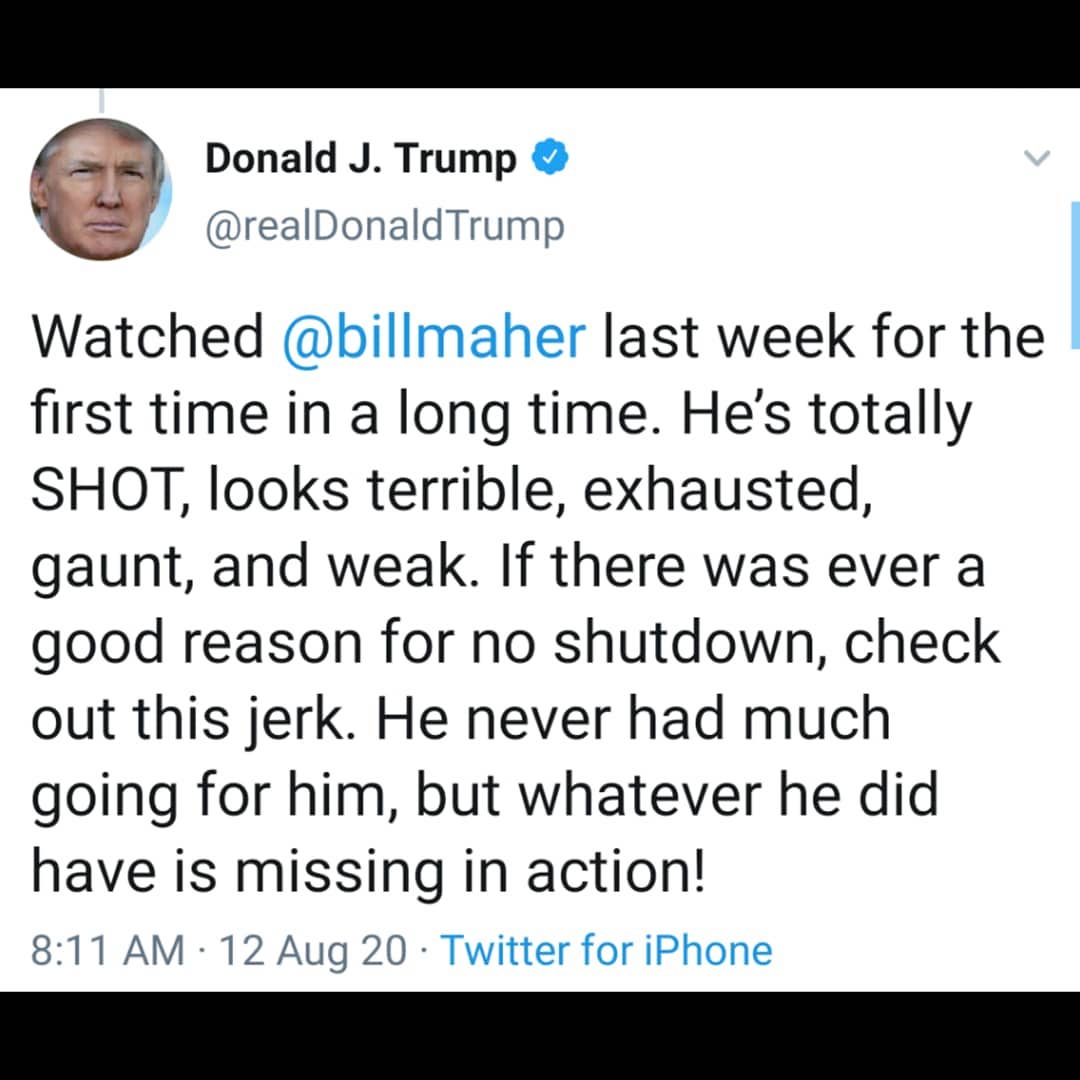 Donald J. Trump
@realDonaldTrump
Watched @billmaher last week for the
first time in a long time. He’s totally
SHOT, looks terrible, exhausted,
gaunt, and weak. If there was ever a
good reason for no shutdown, check
out this jerk. He never had much
going for him, but whatever he did
have is missing in action!
8:11 AM · 12 Aug 20 · Twitter for iPhone